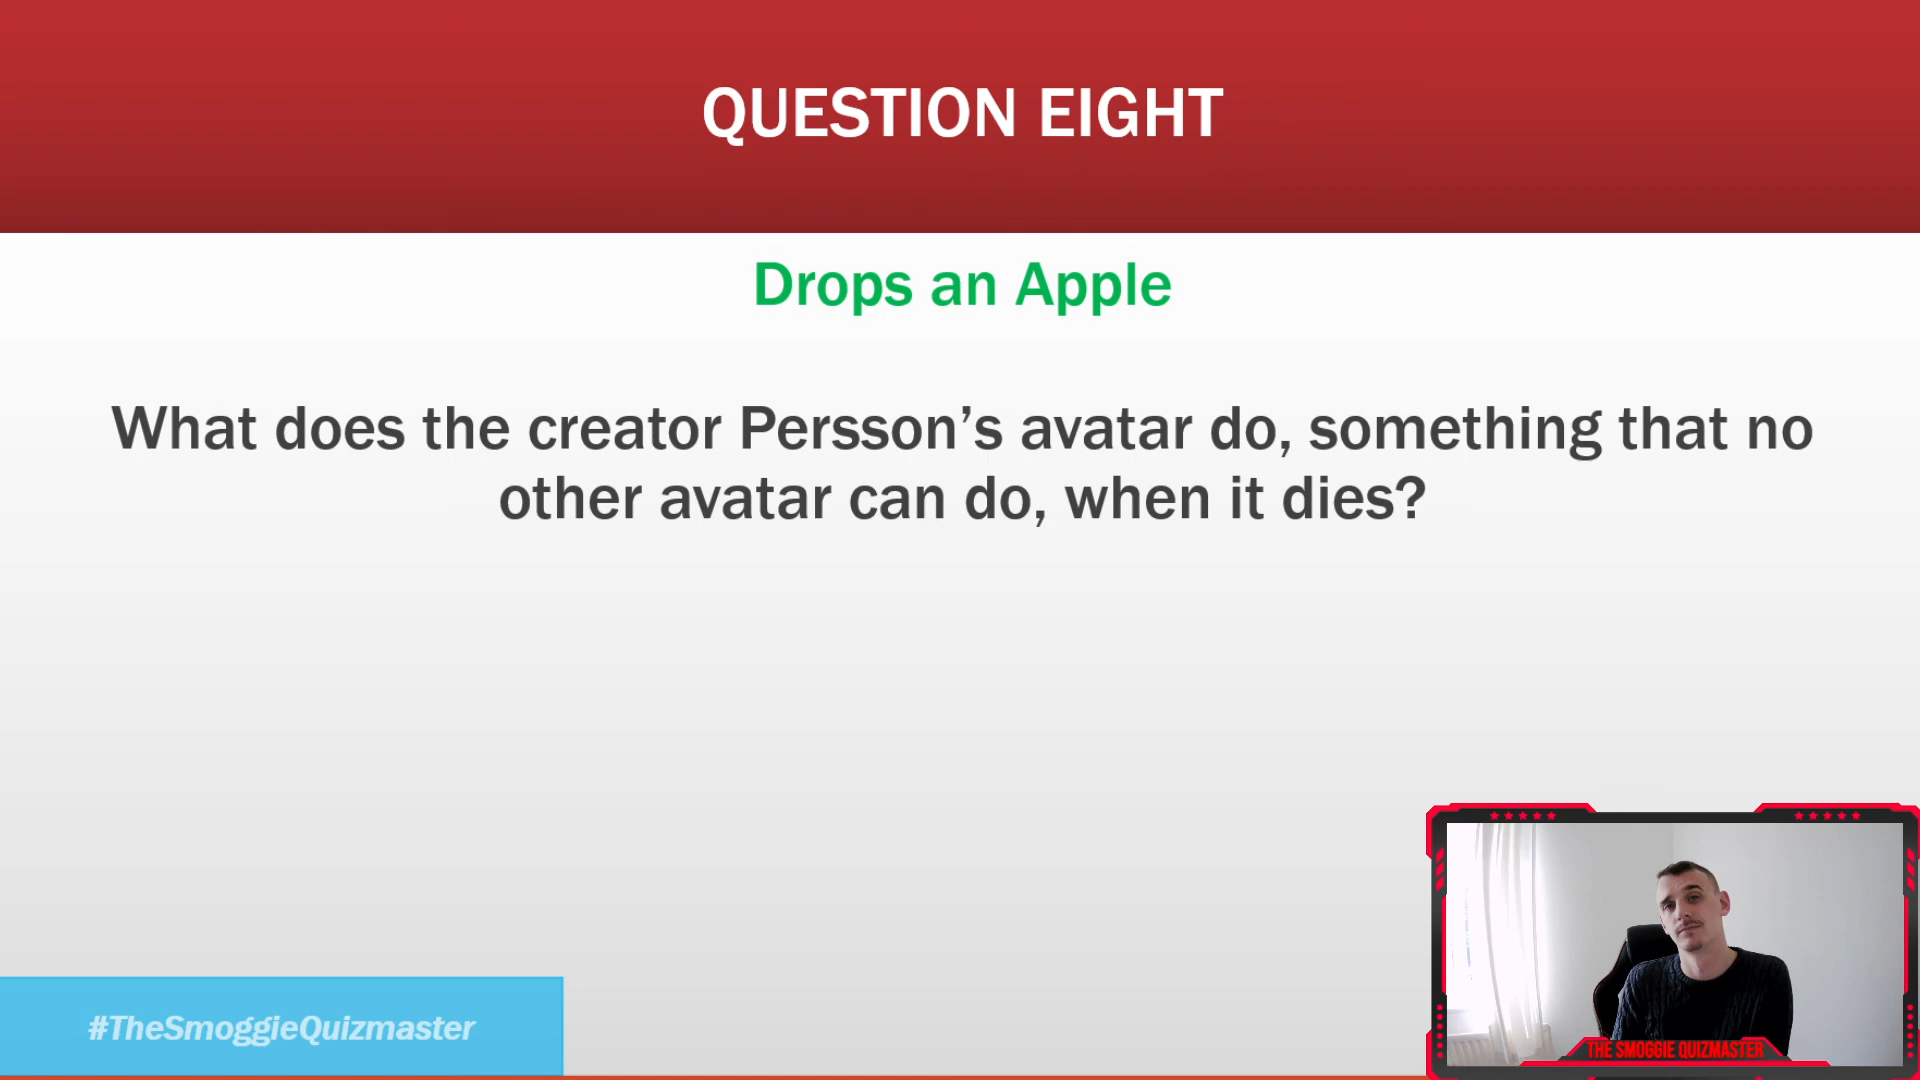 QUESTION EIGHT
Drops an Apple
What does the creator Persson’s avatar do, something that no
other avatar can do, when it dies?
#TheSmoggieQuizmaster
THE SMOGGIE QUIZMASTER